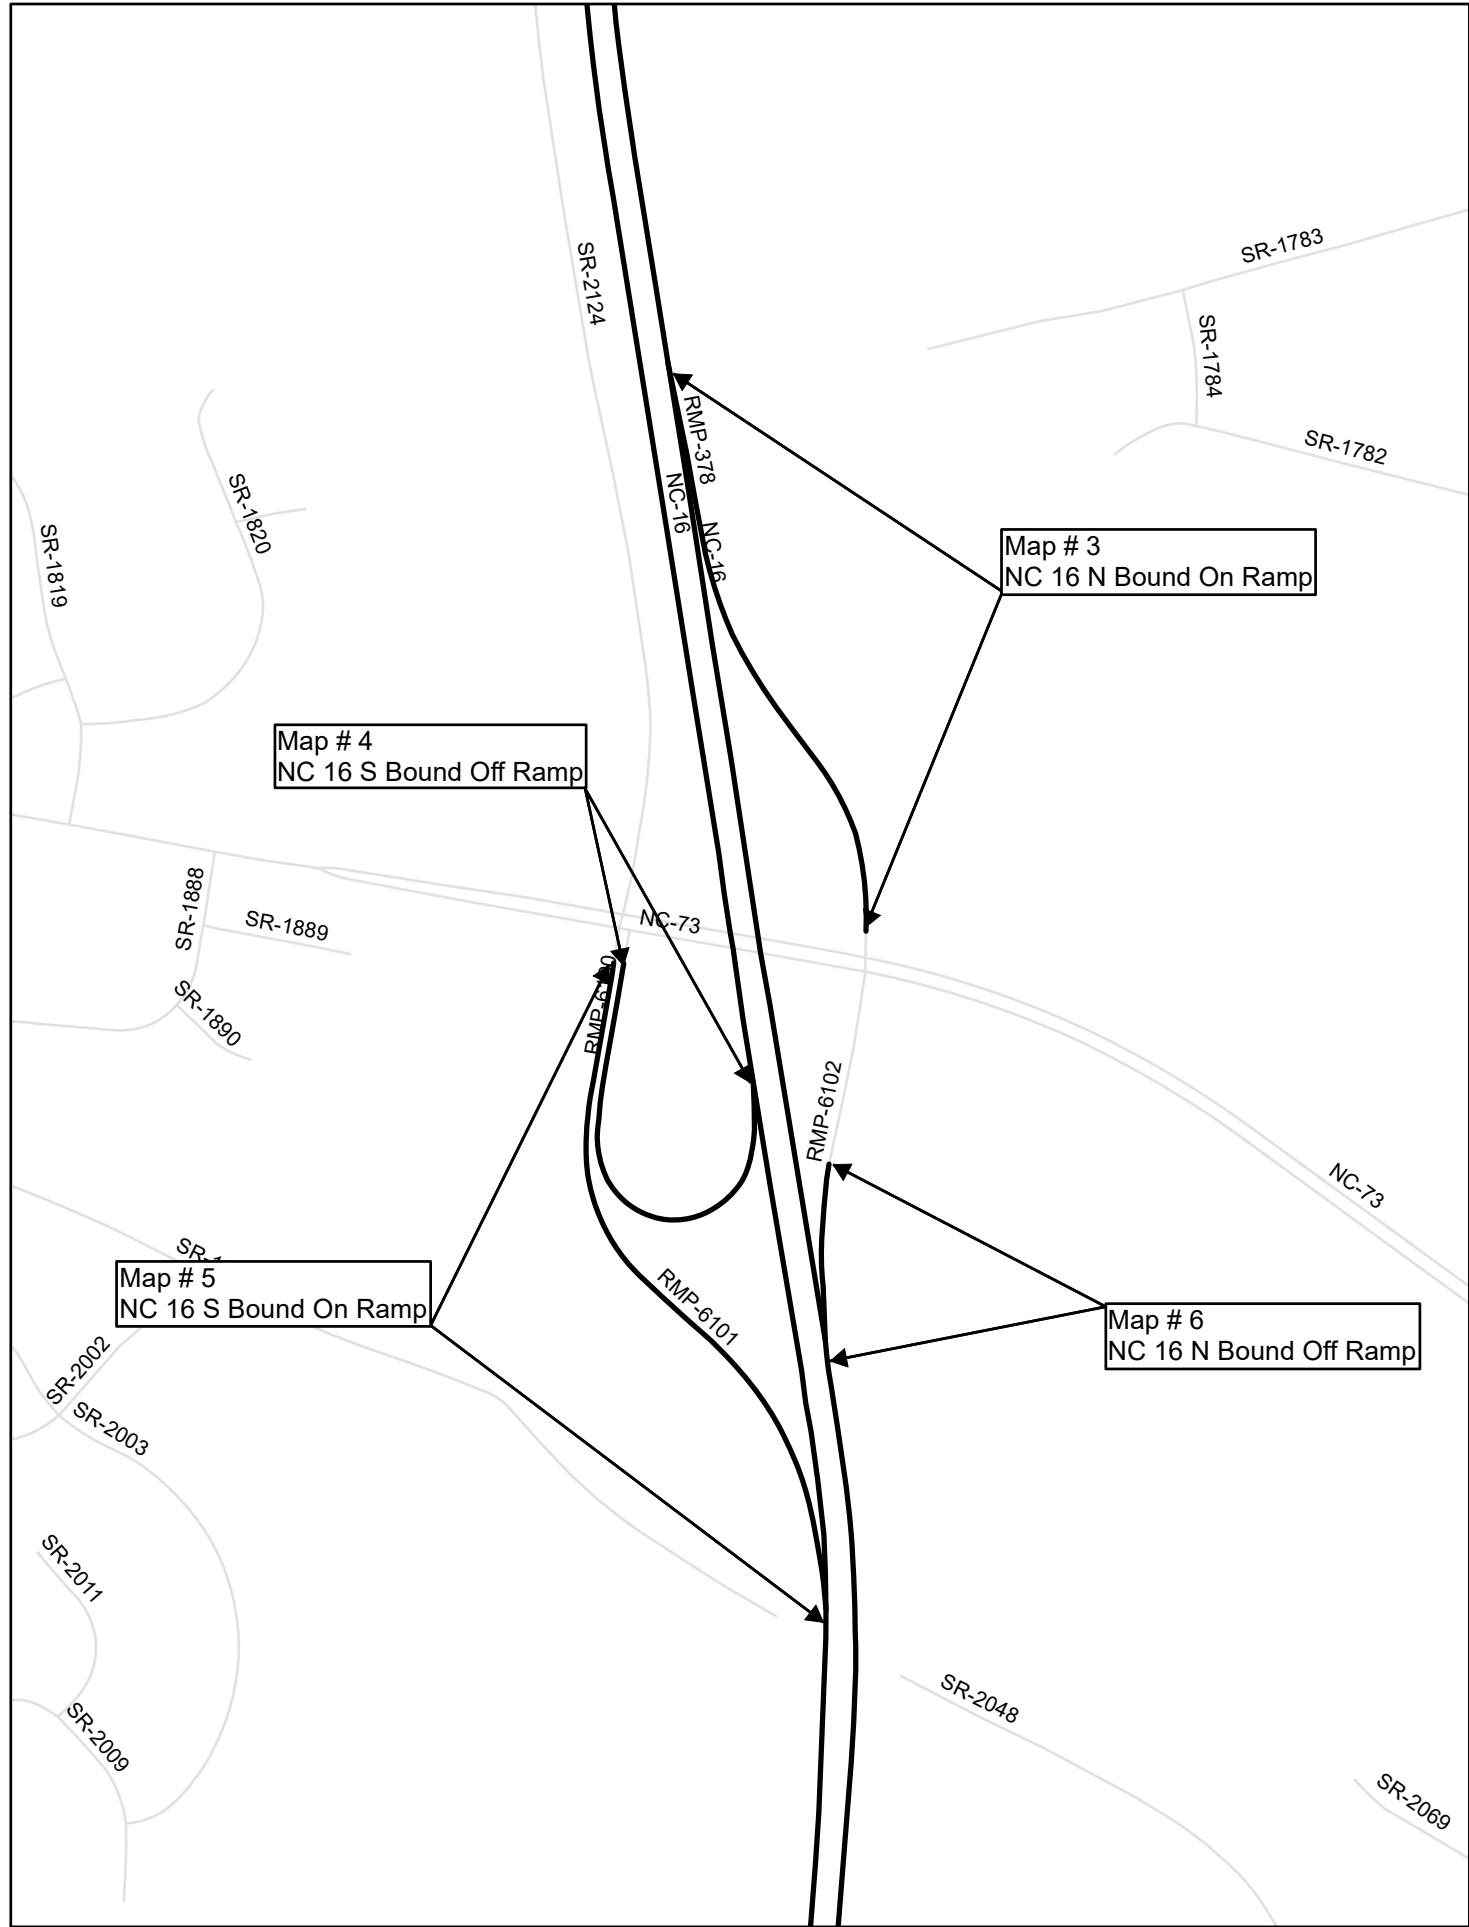 SR-1783
SR-2124
SR-1784
RMP-378
SR-1782
NC-16
SR-1820
NC-16
SR-1819
Map # 3
NC 16 N Bound On Ramp
Map # 4
NC 16 S Bound Off Ramp
SR-1888
SR-1889
NC-73
RMP-6100
SR-1890
RMP-6102
NC-73
Map # 5
NC 16 S Bound On Ramp
RMP-6101
Map # 6
NC 16 N Bound Off Ramp
SR-2002
SR-2003
SR-2011
SR-2048
SR-2009
SR-2069